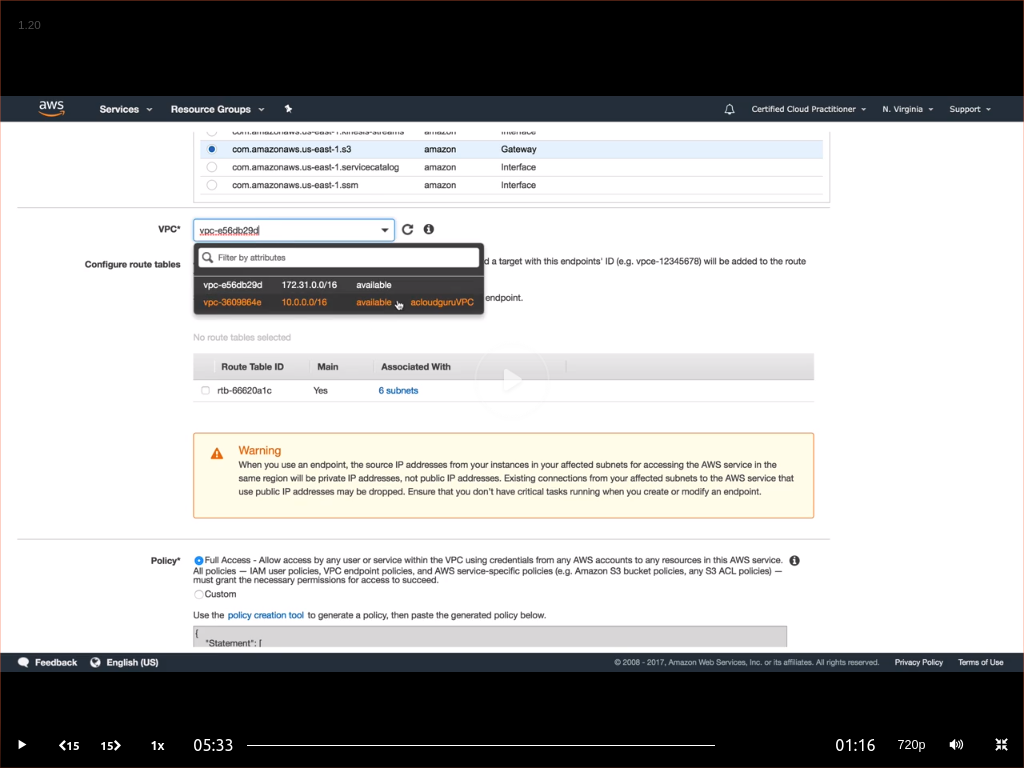 1.20
aws Services Resource Groups Certified Cloud Practitioner N. Virginia Support
com.amazonaws.us-east-1.kinesis-streams amazon Interface
com.amazonaws.us-east-1.s3 amazon Gateway
com.amazonaws.us-east-1.servicecatalog amazon Interface
com.amazonaws.us-east-1.ssm amazon Interface
VPC* vpc-e56db29d
Filter by attributes
Configure route tables d a target with this endpoints' ID (e.g. vpce-12345678) will be added to the route
vpc-e56db29d 172.31.0.0/16 available
vpc-3609864e 10.0.0.0/16 available acloudguruVPC endpoint.
No route tables selected
Route Table ID Main Associated With
rtb-66620a1c Yes 6 subnets
Warning
When you use an endpoint, the source IP addresses from your instances in your affected subnets for accessing the AWS service in the
same region will be private IP addresses, not public IP addresses. Existing connections from your affected subnets to the AWS service that
use public IP addresses may be dropped. Ensure that you don't have critical tasks running when you create or modify an endpoint.
Policy* Full Access - Allow access by any user or service within the VPC using credentials from any AWS accounts to any resources in this AWS service.
All policies — IAM user policies, VPC endpoint policies, and AWS service-specific policies (e.g. Amazon S3 bucket policies, any S3 ACL policies) —
must grant the necessary permissions for access to succeed.
Custom
Use the policy creation tool to generate a policy, then paste the generated policy below.
{
"Statement": [
Feedback English (US) © 2008 - 2017, Amazon Web Services, Inc. or its affiliates. All rights reserved. Privacy Policy Terms of Use
15 15 1x 05:33 01:16 720p